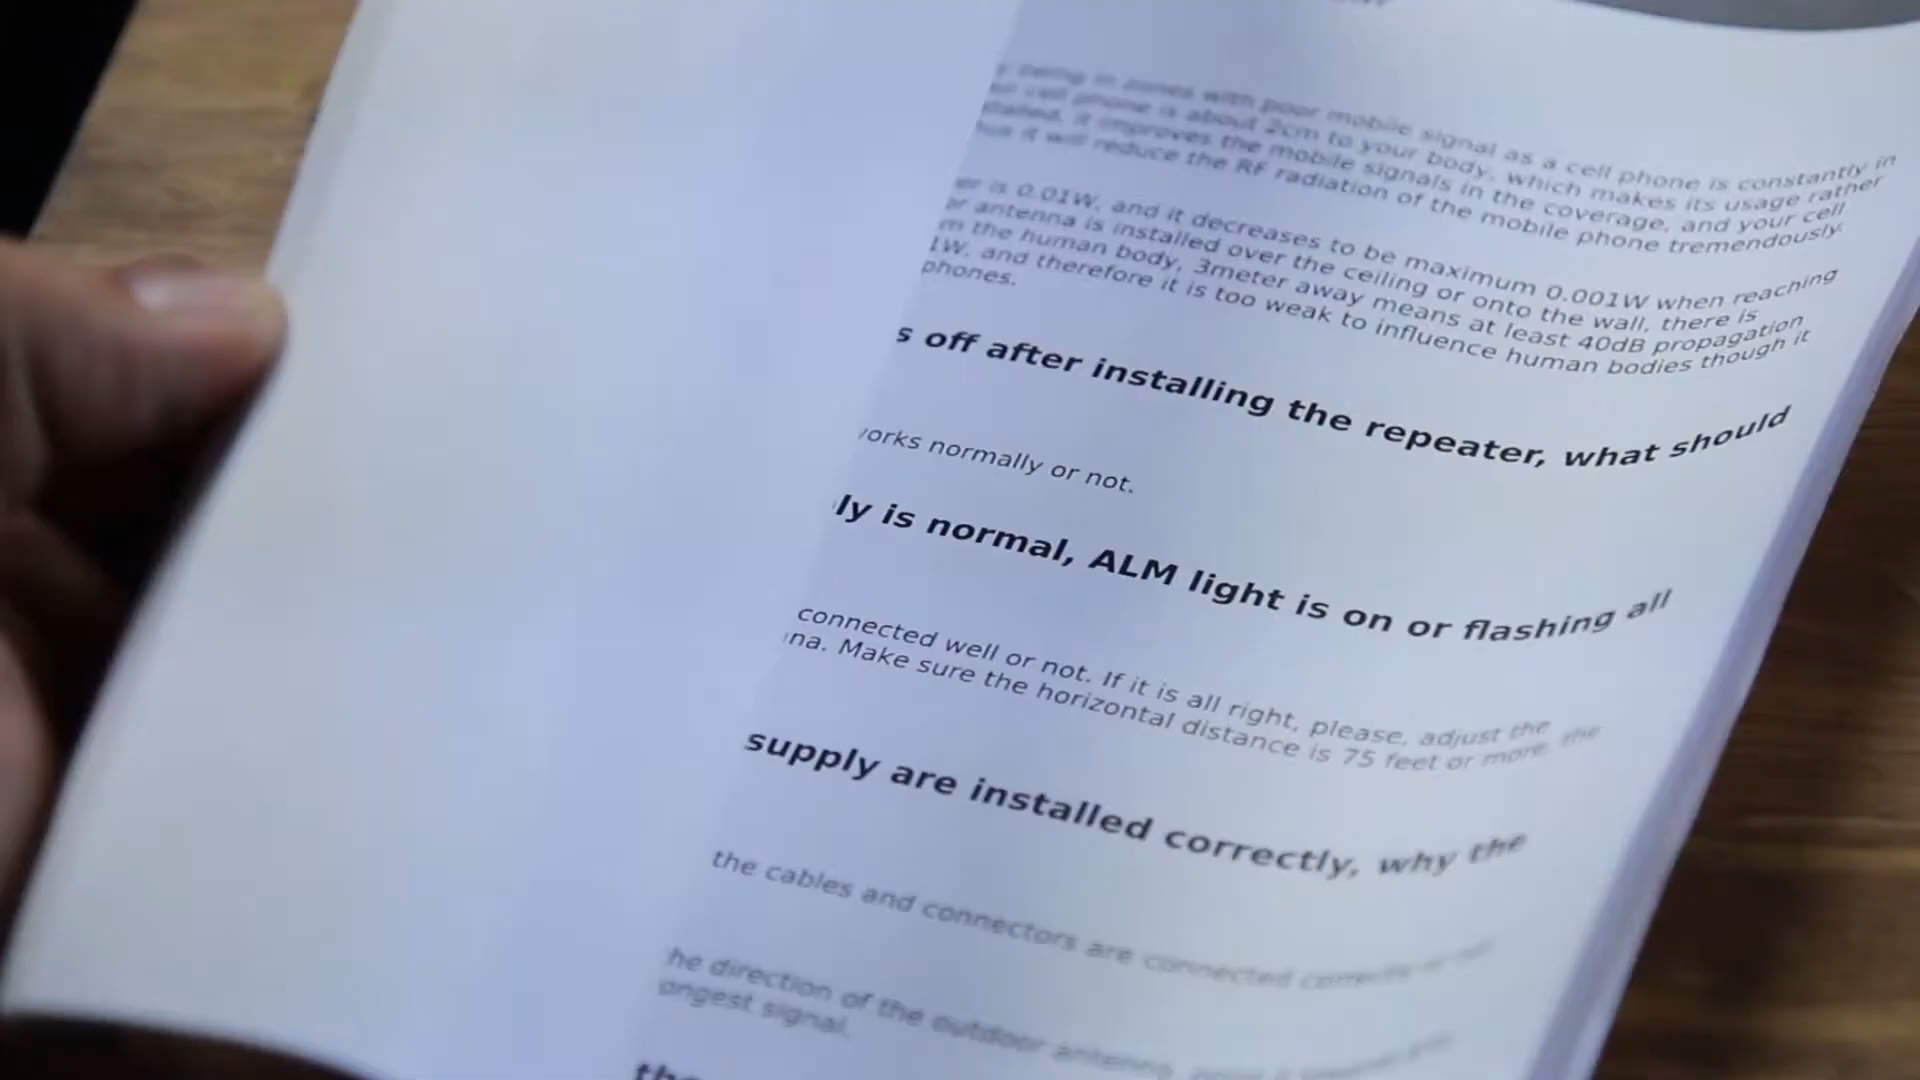 being in zones with poor mobile signal as a cell phone is constantly in
cell phone is about 2cm to your body, which makes its usage rather
it improves the mobile signals in the coverage, and your cell
it will reduce the RF radiation of the mobile phone tremendously.
er is 0.01W, and it decreases to be maximum 0.001W when reaching
or antenna is installed over the ceiling or onto the wall, there is
m the human body, 3meter away means at least 40dB propagation
1W, and therefore it is too weak to influence human bodies though it
phones.
s off after installing the repeater, what should
orks normally or not.
ly is normal, ALM light is on or flashing all
connected well or not. If it is all right, please, adjust the
na. Make sure the horizontal distance is 75 feet or more, the
supply are installed correctly, why the
the cables and connectors are connected correctly or not
he direction of the outdoor antenna,
ongest signal.